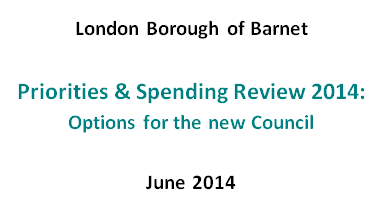 London Borough of Barnet
Priorities & Spending Review 2014:
Options for the new Council
June 2014